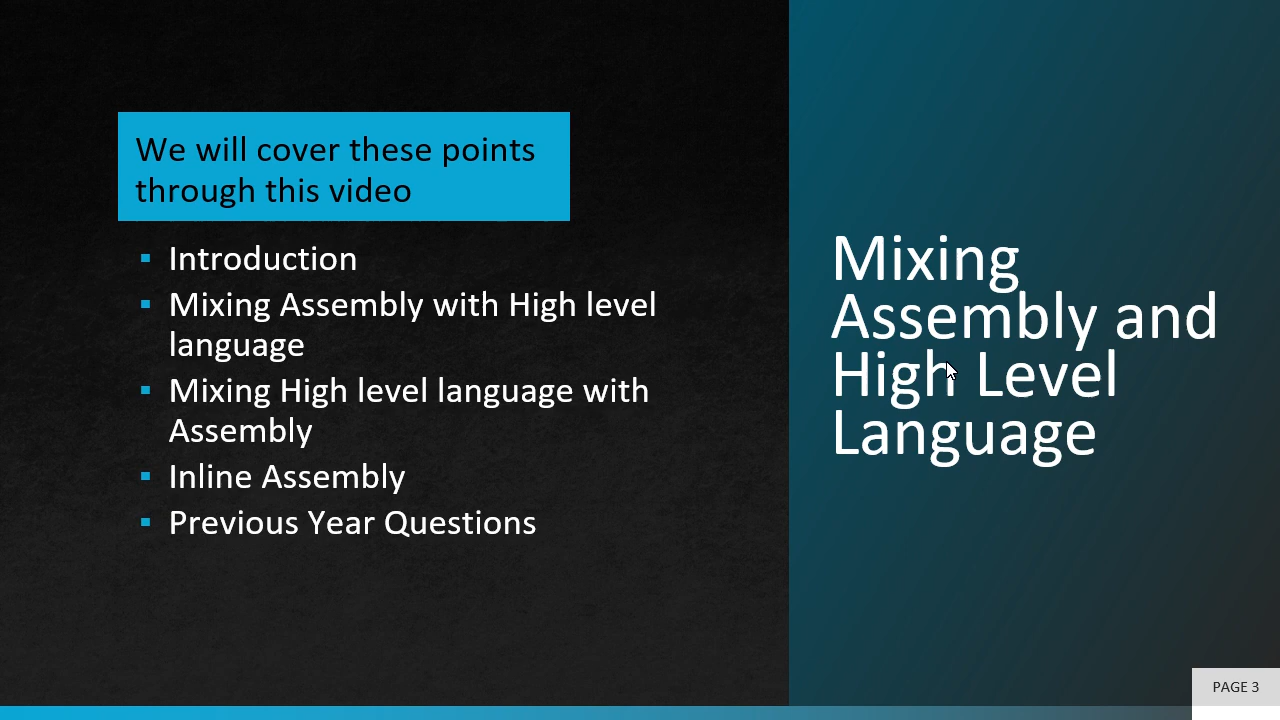 We will cover these points
through this video
Introduction
Mixing Assembly with High level
language
Mixing High level language with
Assembly
Inline Assembly
Previous Year Questions
Mixing
Assembly and
High Level
Language
PAGE 3